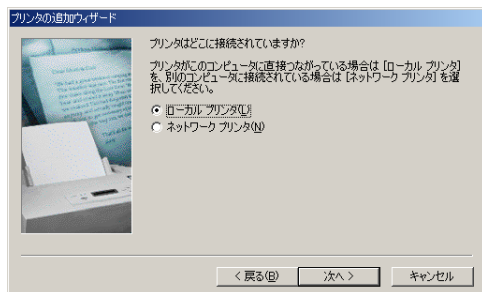 プリンタの追加ウィザード
プリンタはどこに接続されていますか?
プリンタがこのコンピュータに直接つながっている場合は [ローカル プリンタ]
を、別のコンピュータに接続されている場合は [ネットワーク プリンタ] を選
択してください。
ローカル プリンタ(L)
ネットワーク プリンタ(N)
< 戻る(B)
次へ >
キャンセル